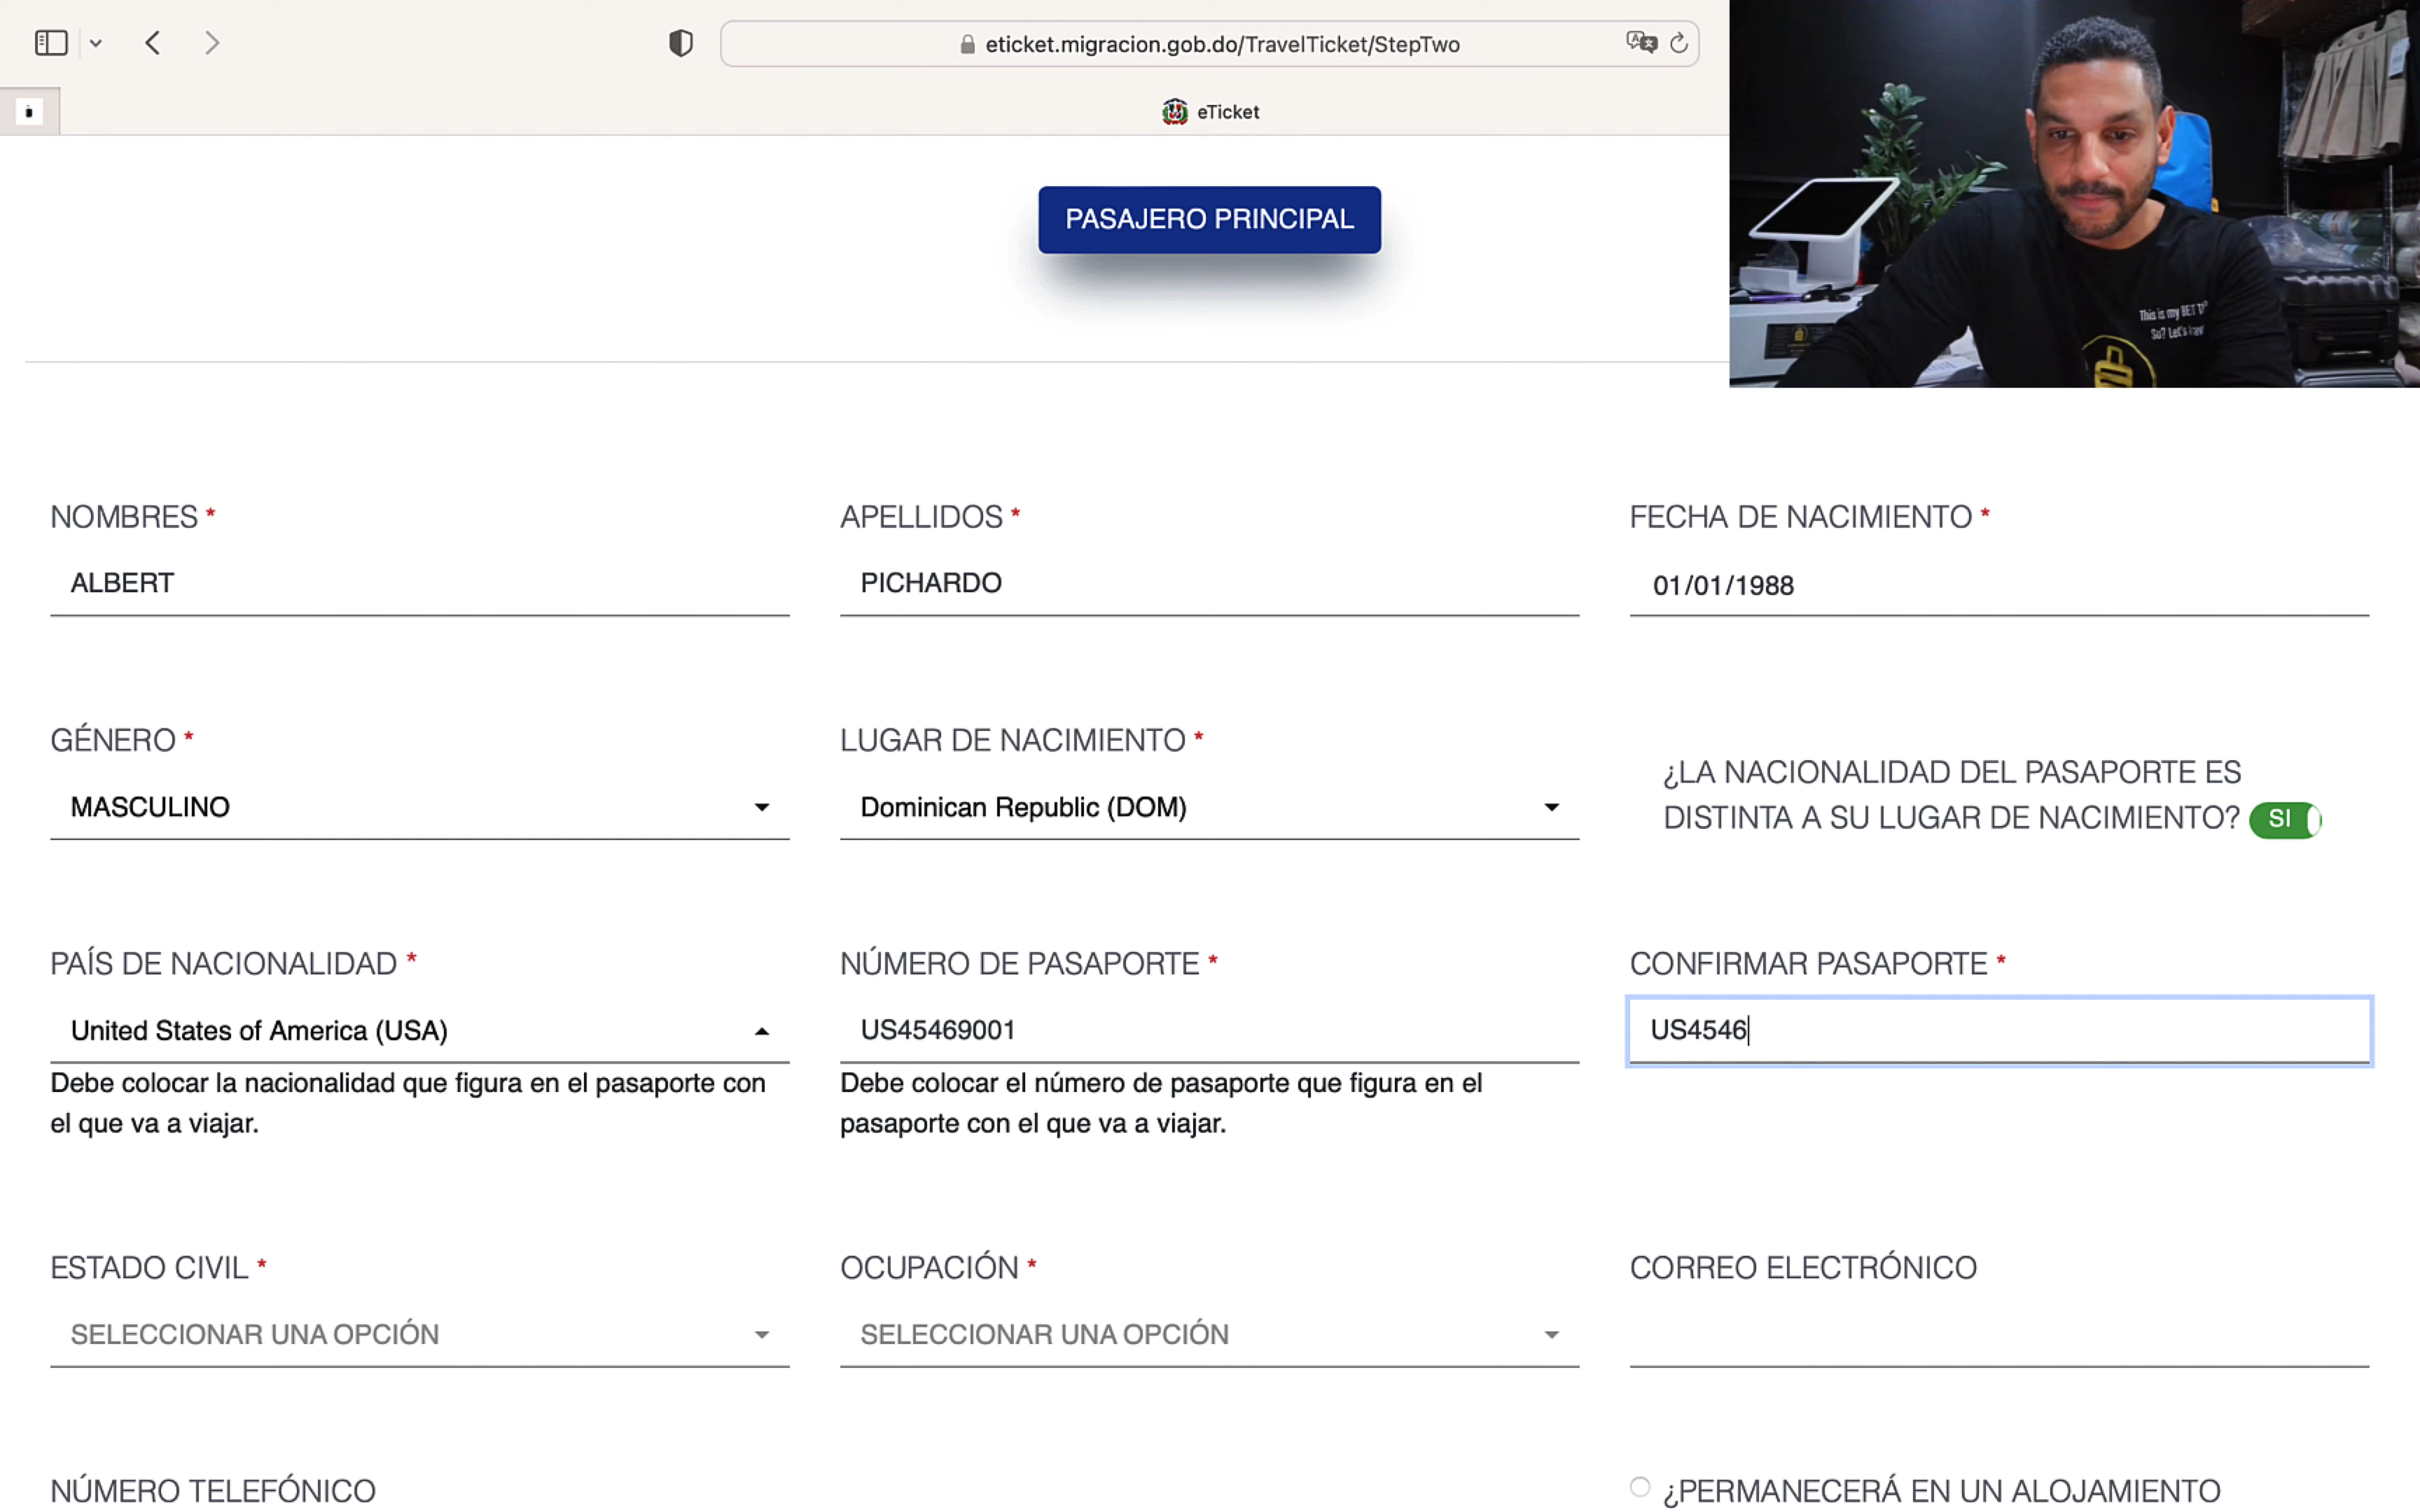 eticket.migracion.gob.do/TravelTicket/StepTwo
eTicket
PASAJERO PRINCIPAL
This is my
So? Let's
NOMBRES *
APELLIDOS *
FECHA DE NACIMIENTO *
ALBERT
PICHARDO
01/01/1988
GÉNERO *
LUGAR DE NACIMIENTO *
¿LA NACIONALIDAD DEL PASAPORTE ES
DISTINTA A SU LUGAR DE NACIMIENTO? SI
MASCULINO
Dominican Republic (DOM)
PAÍS DE NACIONALIDAD *
NÚMERO DE PASAPORTE *
CONFIRMAR PASAPORTE *
United States of America (USA)
US45469001
US4546
Debe colocar la nacionalidad que figura en el pasaporte con
el que va a viajar.
Debe colocar el número de pasaporte que figura en el
pasaporte con el que va a viajar.
ESTADO CIVIL *
OCUPACIÓN *
CORREO ELECTRÓNICO
SELECCIONAR UNA OPCIÓN
SELECCIONAR UNA OPCIÓN
NÚMERO TELEFÓNICO
¿PERMANECERÁ EN UN ALOJAMIENTO